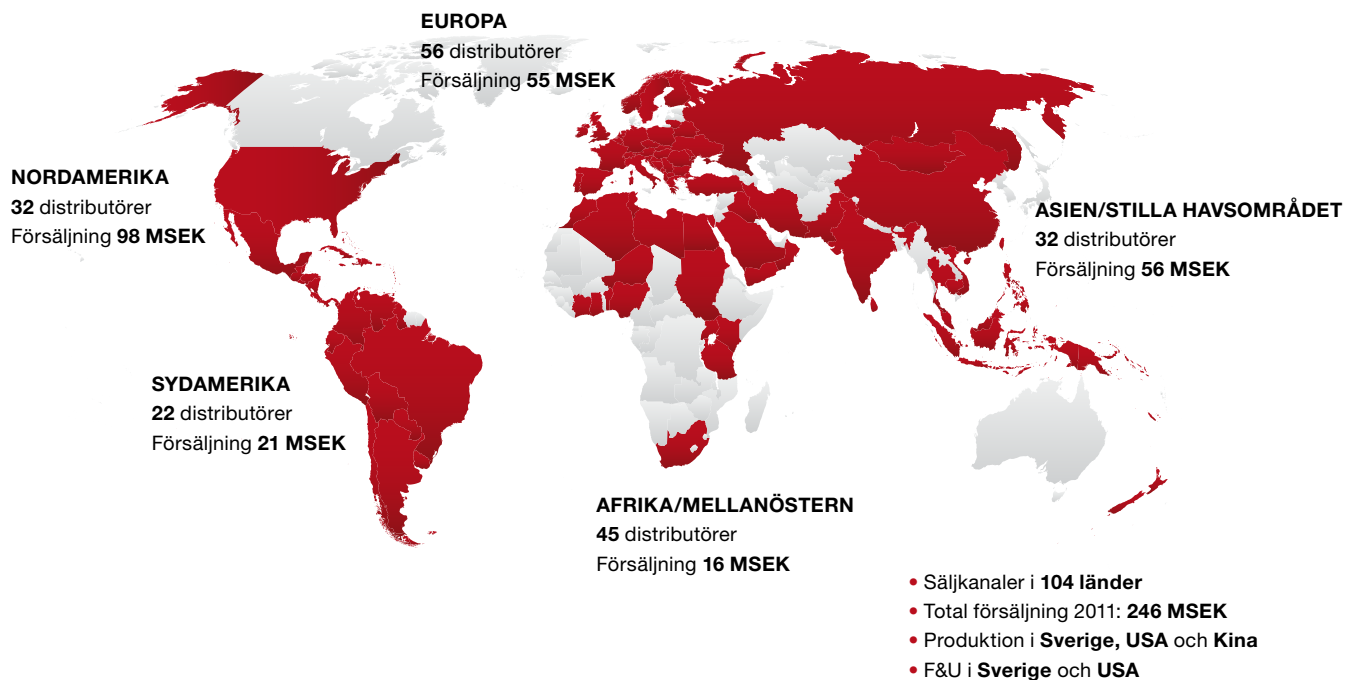 EUROPA
56 distributörer
Försäljning 55 MSEK
NORDAMERIKA
32 distributörer
Försäljning 98 MSEK
ASIEN/STILLA HAVSOMRÅDET
32 distributörer
Försäljning 56 MSEK
SYDAMERIKA
22 distributörer
Försäljning 21 MSEK
AFRIKA/MELLANÖSTERN
45 distributörer
Försäljning 16 MSEK
• Säljkanaler i 104 länder
• Total försäljning 2011: 246 MSEK
• Produktion i Sverige, USA och Kina
• F&U i Sverige och USA